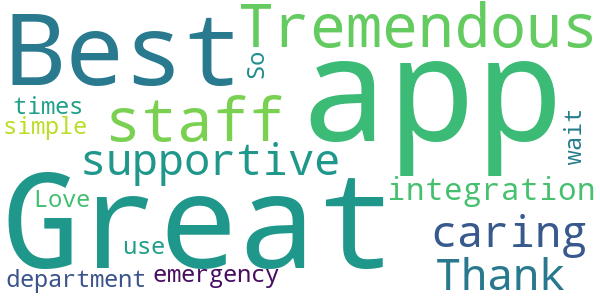 Best
Tremendous
So
app
times
simple
staff
wait
supportive
Great
Love
integration
use
caring
department
emergency
Thank